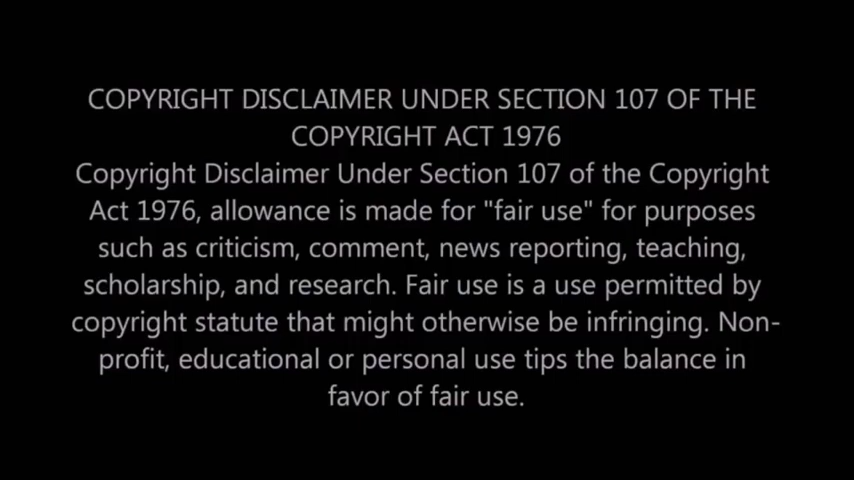 COPYRIGHT DISCLAIMER UNDER SECTION 107 OF THE
COPYRIGHT ACT 1976
Copyright Disclaimer Under Section 107 of the Copyright
Act 1976, allowance is made for "fair use" for purposes
such as criticism, comment, news reporting, teaching,
scholarship, and research. Fair use is a use permitted by
copyright statute that might otherwise be infringing. Non-
profit, educational or personal use tips the balance in
favor of fair use.